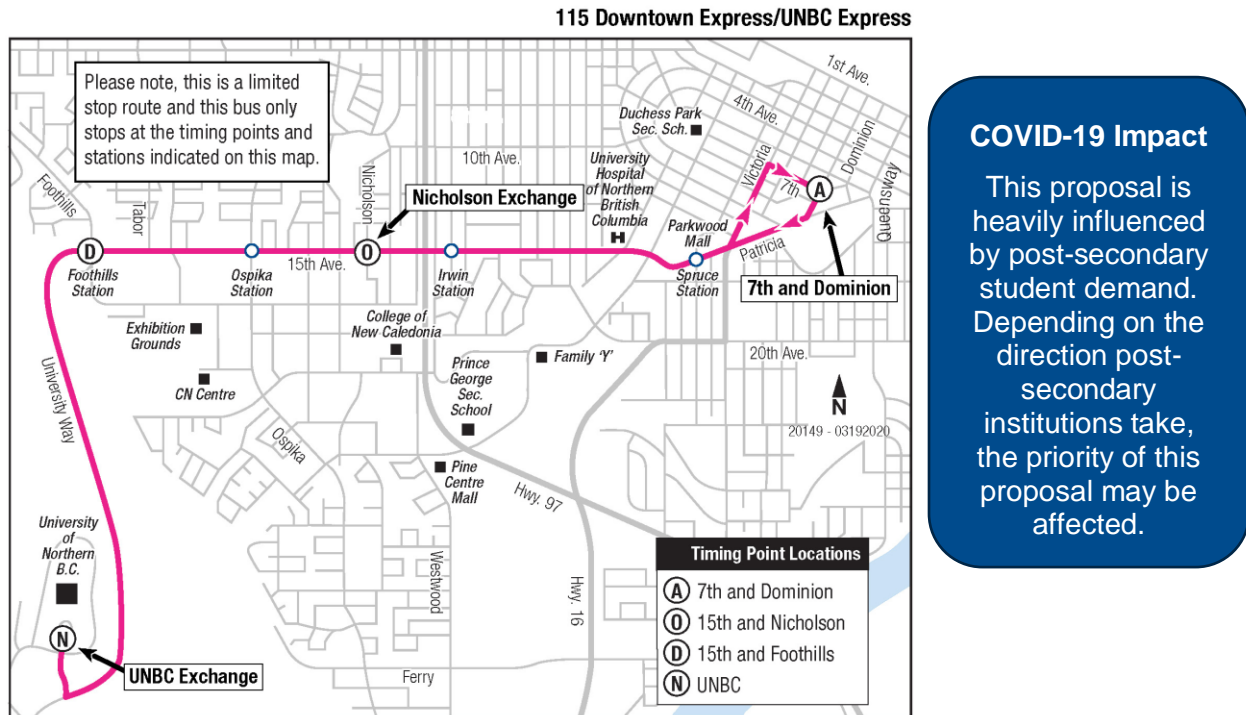 115 Downtown Express/UNBC Express
Please note, this is a limited
stop route and this bus only
stops at the timing points and
stations indicated on this map.
1st Ave.
4th Ave.
Duchess Park
Sec. Sch.
Dominion
10th Ave.
University
Hospital
of Northern
British
Columbia
H
Victoria
7th
A
Queensway
Foothills
Tabor
Nicholson
Nicholson Exchange
Parkwood
Mall
Patricia
D
Foothills
Station
Ospika
Station
15th Ave.
O
Irwin
Station
Spruce
Station
7th and Dominion
Exhibition
Grounds
College of
New Caledonia
CN Centre
Prince
George
Sec.
School
Family 'Y'
20th Ave.
N
20149 - 03192020
University Way
Ospika
Pine
Centre
Mall
Hwy. 97
University
of
Northern
B.C.
Westwood
Hwy. 16
N
UNBC Exchange
Ferry
Timing Point Locations
A 7th and Dominion
O 15th and Nicholson
D 15th and Foothills
N UNBC
COVID-19 Impact
This proposal is
heavily influenced
by post-secondary
student demand.
Depending on the
direction post-
secondary
institutions take,
the priority of this
proposal may be
affected.